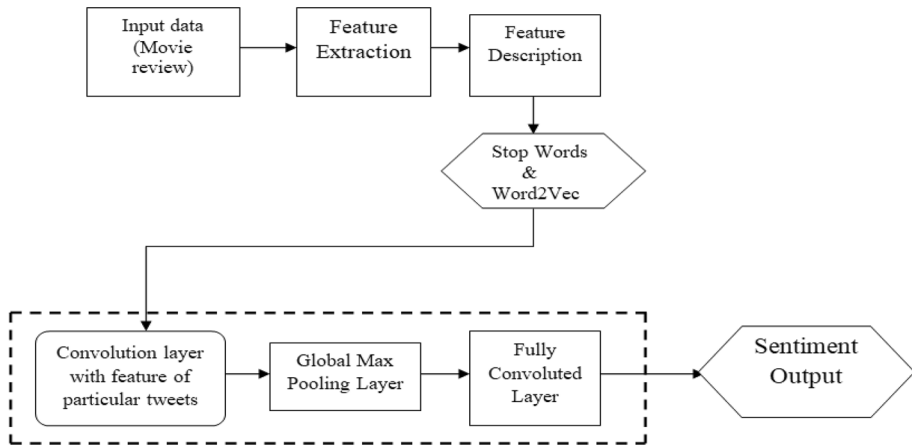 Input data
(Movie
review)
Feature
Extraction
Feature
Description
Stop Words
&
Word2Vec
Convolution layer
with feature of
particular tweets
Global Max
Pooling Layer
Fully
Convoluted
Layer
Sentiment
Output